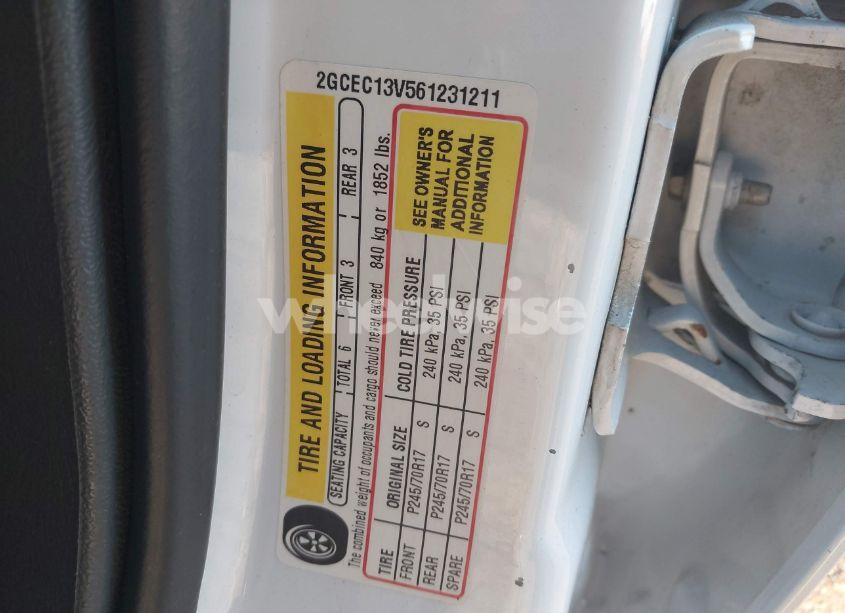 2GCEC13V561231211
TIRE AND LOADING INFORMATION
SEATING CAPACITY | TOTAL 6 | FRONT 3 | REAR 3
The combined weight of occupants and cargo should never exceed 840 kg or 1852 lbs.
TIRE ORIGINAL SIZE COLD TIRE PRESSURE
FRONT P245/70R17 S 240 kPa, 35 PSI
REAR P245/70R17 S 240 kPa, 35 PSI
SPARE P245/70R17 S 240 kPa, 35 PSI
SEE OWNER'S
MANUAL FOR
ADDITIONAL
INFORMATION
wheelwise